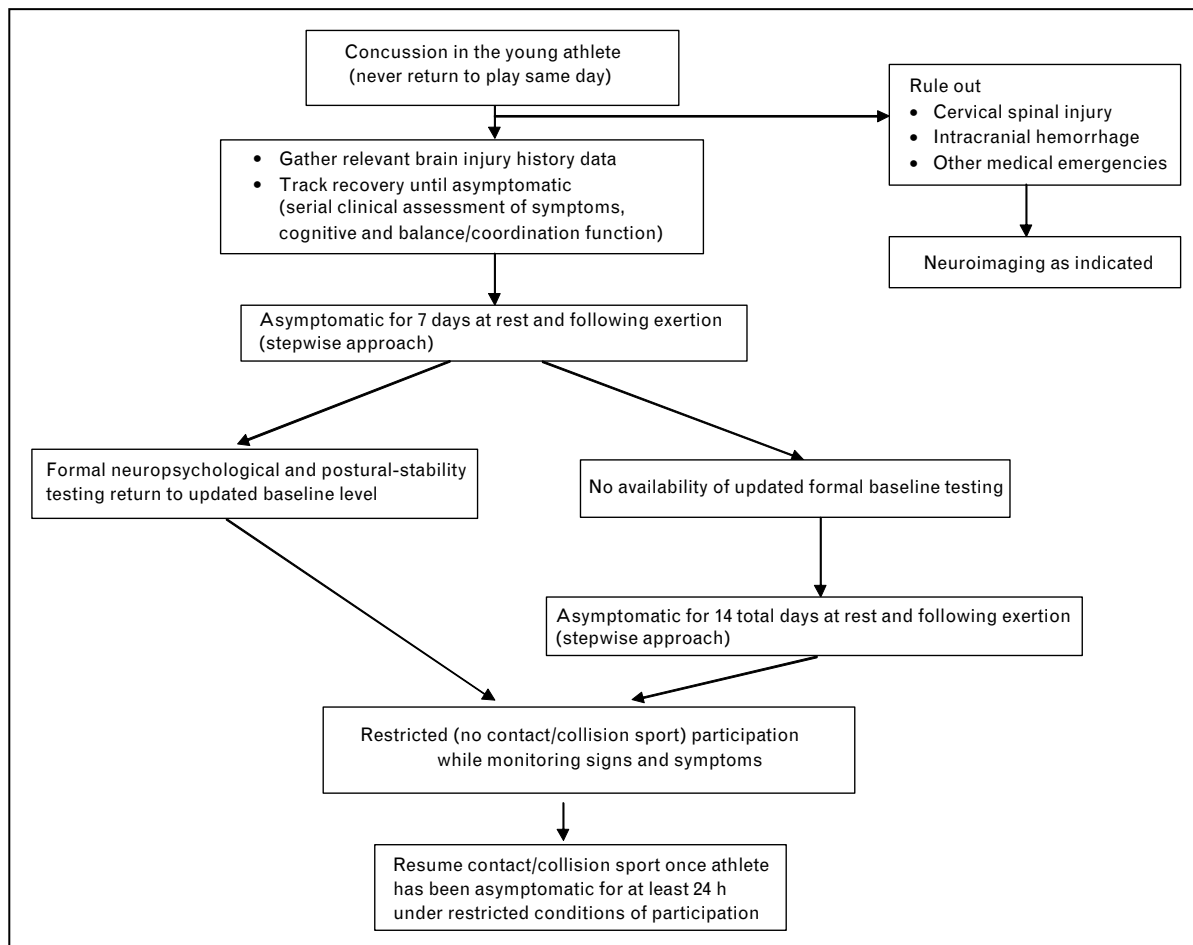 Concussion in the young athlete
(never return to play same day)
Rule out
• Cervical spinal injury
• Intracranial hemorrhage
• Other medical emergencies
• Gather relevant brain injury history data
• Track recovery until asymptomatic
(serial clinical assessment of symptoms,
cognitive and balance/coordination function)
Neuroimaging as indicated
Asymptomatic for 7 days at rest and following exertion
(stepwise approach)
Formal neuropsychological and postural-stability
testing return to updated baseline level
No availability of updated formal baseline testing
Asymptomatic for 14 total days at rest and following exertion
(stepwise approach)
Restricted (no contact/collision sport) participation
while monitoring signs and symptoms
Resume contact/collision sport once athlete
has been asymptomatic for at least 24 h
under restricted conditions of participation